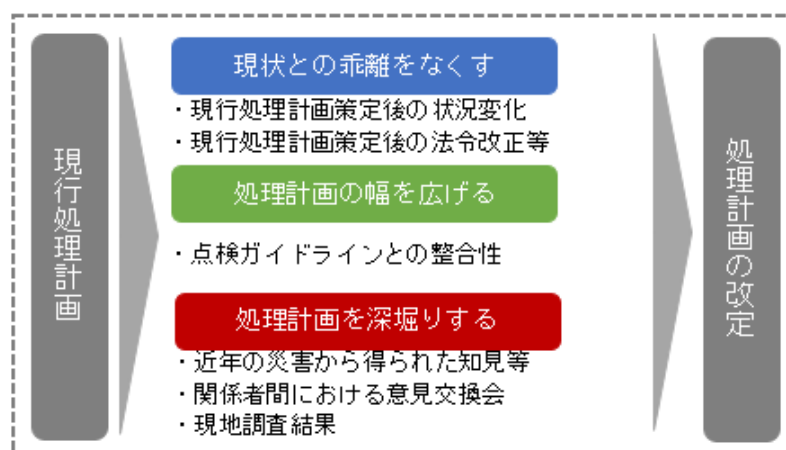 現行処理計画
現状との乖離をなくす
・現行処理計画策定後の状況変化
・現行処理計画策定後の法令改正等
処理計画の幅を広げる
・点検ガイドラインとの整合性
処理計画を深堀りする
・近年の災害から得られた知見等
・関係者間における意見交換会
・現地調査結果
処理計画の改定